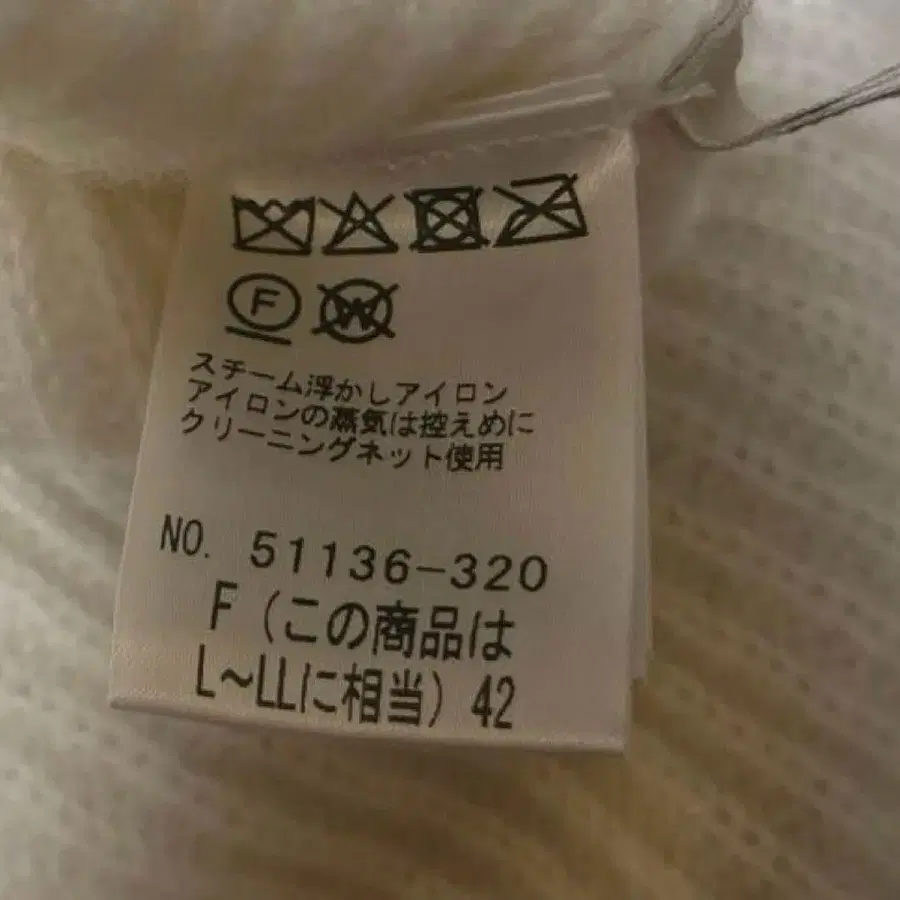 F W
スチーム浮かしアイロン
アイロンの蒸気は控えめに
クリーニングネット使用
NO. 51136-320
F(この商品は
L~LLに相当) 42